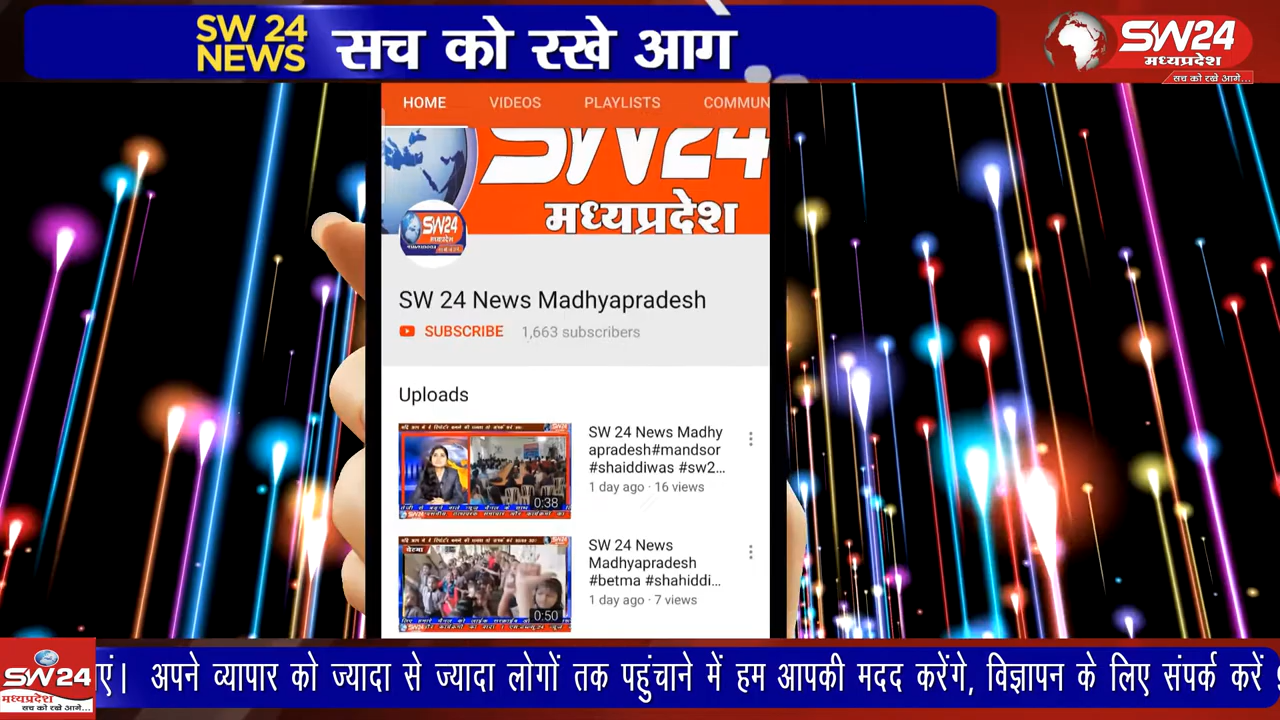 SW 24
NEWS
सच को रखे आगे..
SW24
मध्यप्रदेश
सच को रखे आगे...
HOME VIDEOS PLAYLISTS COMMUN
SW24
मध्यप्रदेश
SW24
SW 24 News Madhyapradesh
SUBSCRIBE 1,663 subscribers
Uploads
SW 24 News Madhy
apradesh#mandsor
#shaiddiwas #sw2...
1 day ago · 16 views
0:38
SW 24 News
Madhyapradesh
#betma #shahiddi...
1 day ago · 7 views
बेटमा
0:50
SW24
मध्यप्रदेश
सच को रखे आगे...
एं। अपने व्यापार को ज्यादा से ज्यादा लोगों तक पहुंचाने में हम आपकी मदद करेंगे, विज्ञापन के लिए संपर्क करें